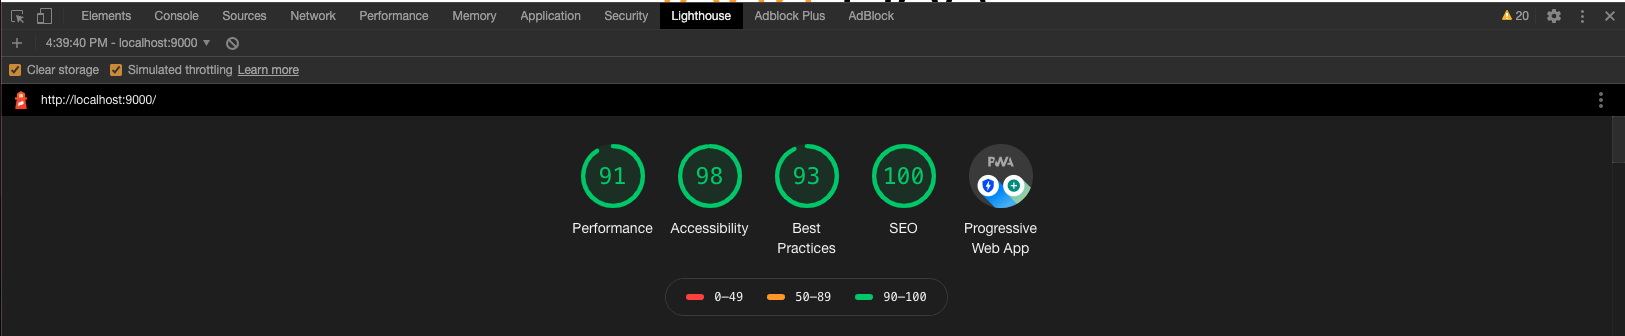 Elements Console Sources Network Performance Memory Application Security Lighthouse Adblock Plus AdBlock 20
4:39:40 PM - localhost:9000
Clear storage Simulated throttling Learn more
http://localhost:9000/
91 98 93 100 PWA
Performance Accessibility Best Practices SEO Progressive Web App
0–49 50–89 90–100